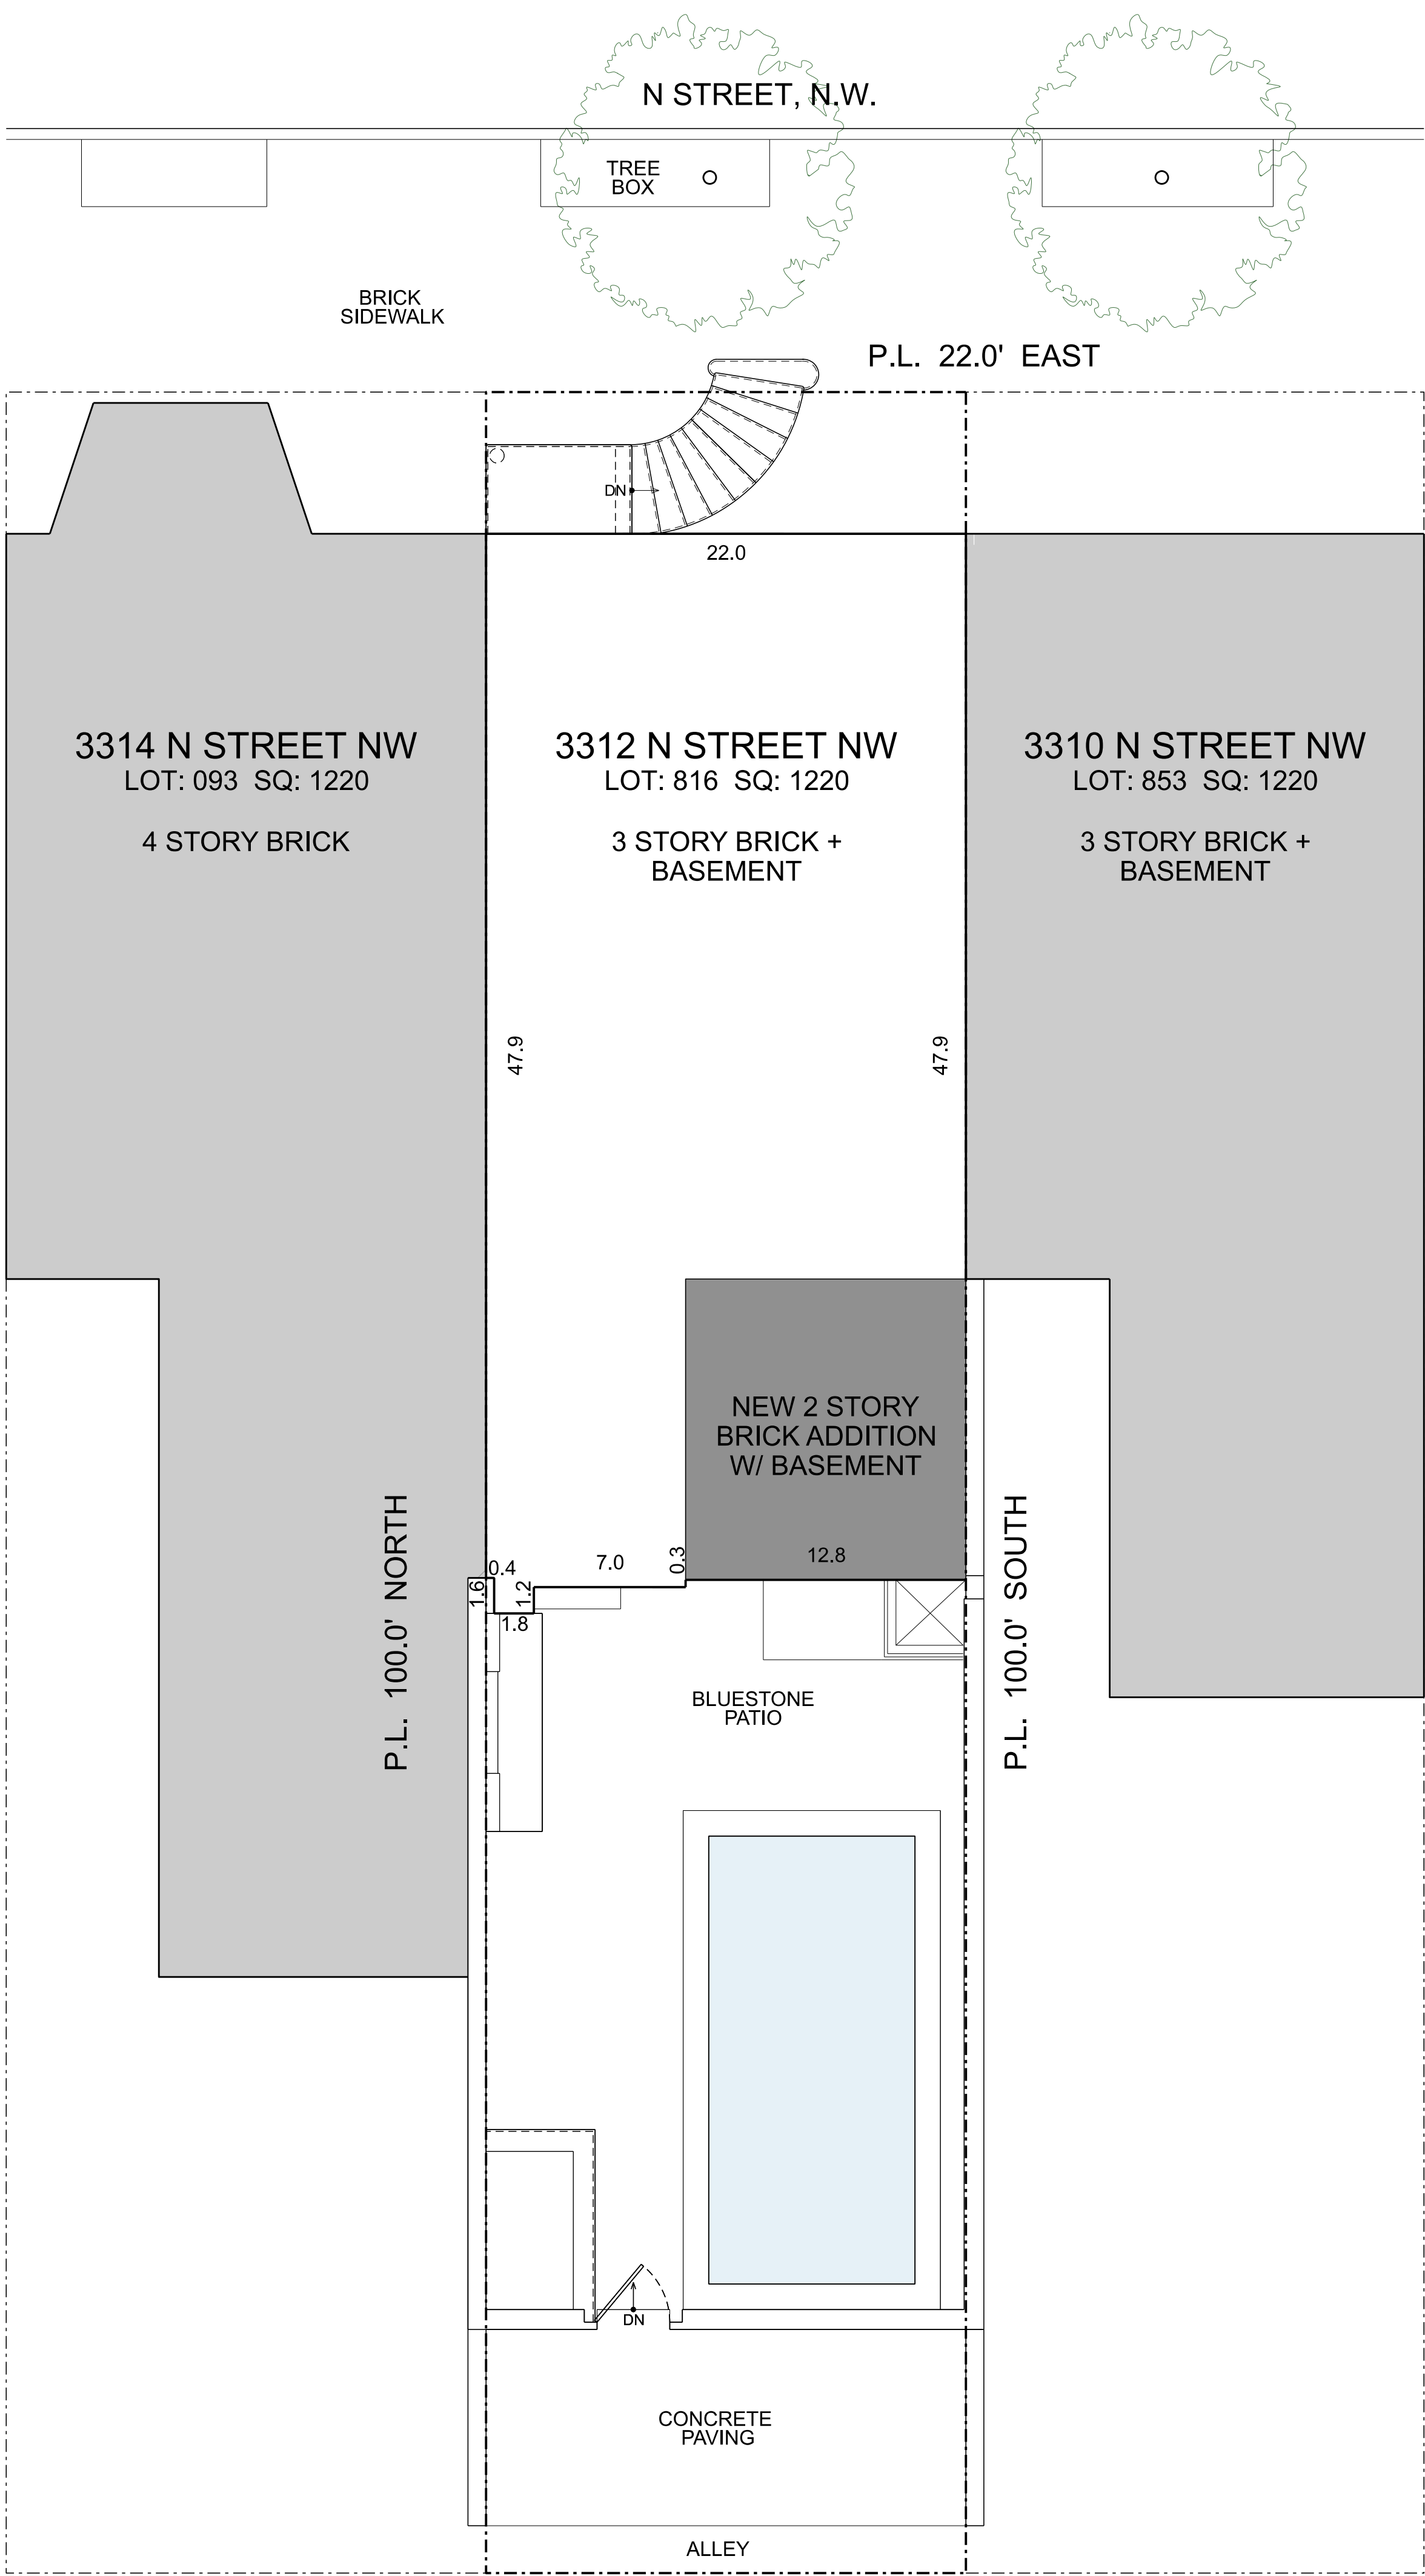 N STREET, N.W.
TREE
BOX
BRICK
SIDEWALK
P.L. 22.0' EAST
DN
22.0
3314 N STREET NW
LOT: 093 SQ: 1220
4 STORY BRICK
3312 N STREET NW
LOT: 816 SQ: 1220
3 STORY BRICK +
BASEMENT
3310 N STREET NW
LOT: 853 SQ: 1220
3 STORY BRICK +
BASEMENT
47.9
47.9
NEW 2 STORY
BRICK ADDITION
W/ BASEMENT
P.L. 100.0' NORTH
1.6
0.4
1.2
1.8
7.0
0.3
12.8
P.L. 100.0' SOUTH
BLUESTONE
PATIO
DN
CONCRETE
PAVING
ALLEY